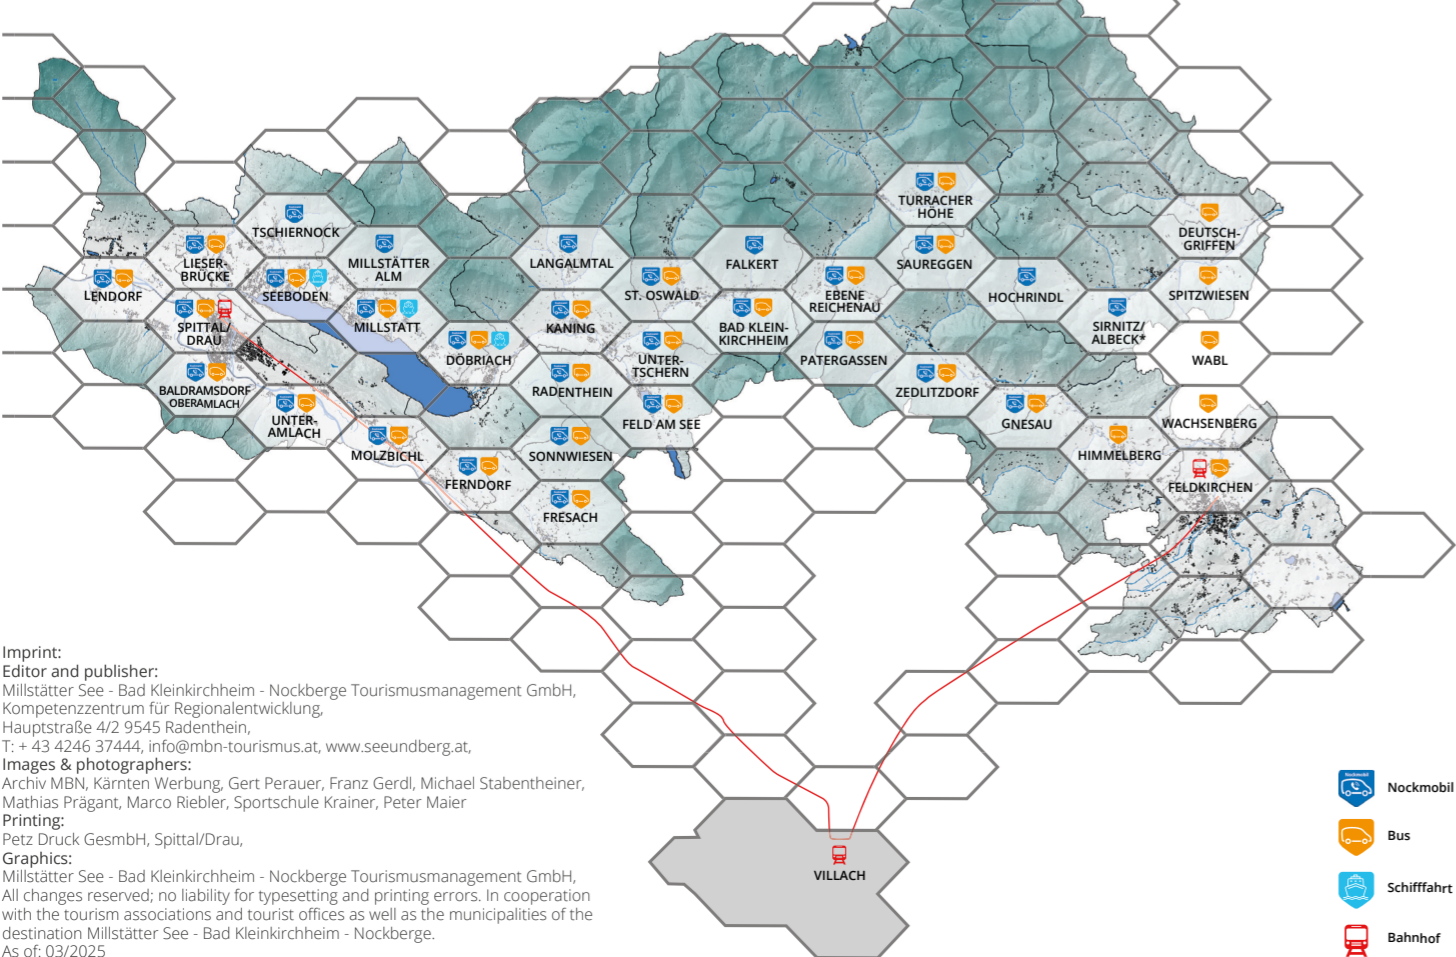 TURRACHER
HÖHE
TSCHIERNOCK
DEUTSCH-
GRIFFEN
LIESER
BRÜCKE
MILLSTÄTTER
ALM
LANGALMTAL
FALKERT
SAUREGGEN
LENDORF
SEEBODEN
ST. OSWALD
EBENE
REICHENAU
HOCHRINDL
SPITZWIESEN
SPITTAL/
DRAU
MILLSTATT
KANING
BAD KLEIN-
KIRCHHEIM
SIRNITZ/
ALBECK*
DÖBRIACH
UNTER-
TSCHERN
PATERGASSEN
WABL
BALDRAMSDORF
OBERAMLACH
RADENTHEIN
ZEDLITZDORF
UNTER-
AMLACH
FELD AM SEE
GNESAU
WACHSENBERG
MOLZBICHL
SONNWIESEN
HIMMELBERG
FERNDORF
FELDKIRCHEN
FRESACH
VILLACH
Imprint:
Editor and publisher:
Millstätter See - Bad Kleinkirchheim - Nockberge Tourismusmanagement GmbH,
Kompetenzzentrum für Regionalentwicklung,
Hauptstraße 4/2 9545 Radenthein,
T: + 43 4246 37444, info@mbn-tourismus.at, www.seeundberg.at,
Images & photographers:
Archiv MBN, Kärnten Werbung, Gert Perauer, Franz Gerdl, Michael Stabentheiner,
Mathias Prägant, Marco Riebler, Sportschule Krainer, Peter Maier
Printing:
Petz Druck GesmbH, Spittal/Drau,
Graphics:
Millstätter See - Bad Kleinkirchheim - Nockberge Tourismusmanagement GmbH,
All changes reserved; no liability for typesetting and printing errors. In cooperation
with the tourism associations and tourist offices as well as the municipalities of the
destination Millstätter See - Bad Kleinkirchheim - Nockberge.
As of: 03/2025
Nockmobil
Bus
Schifffahrt
Bahnhof